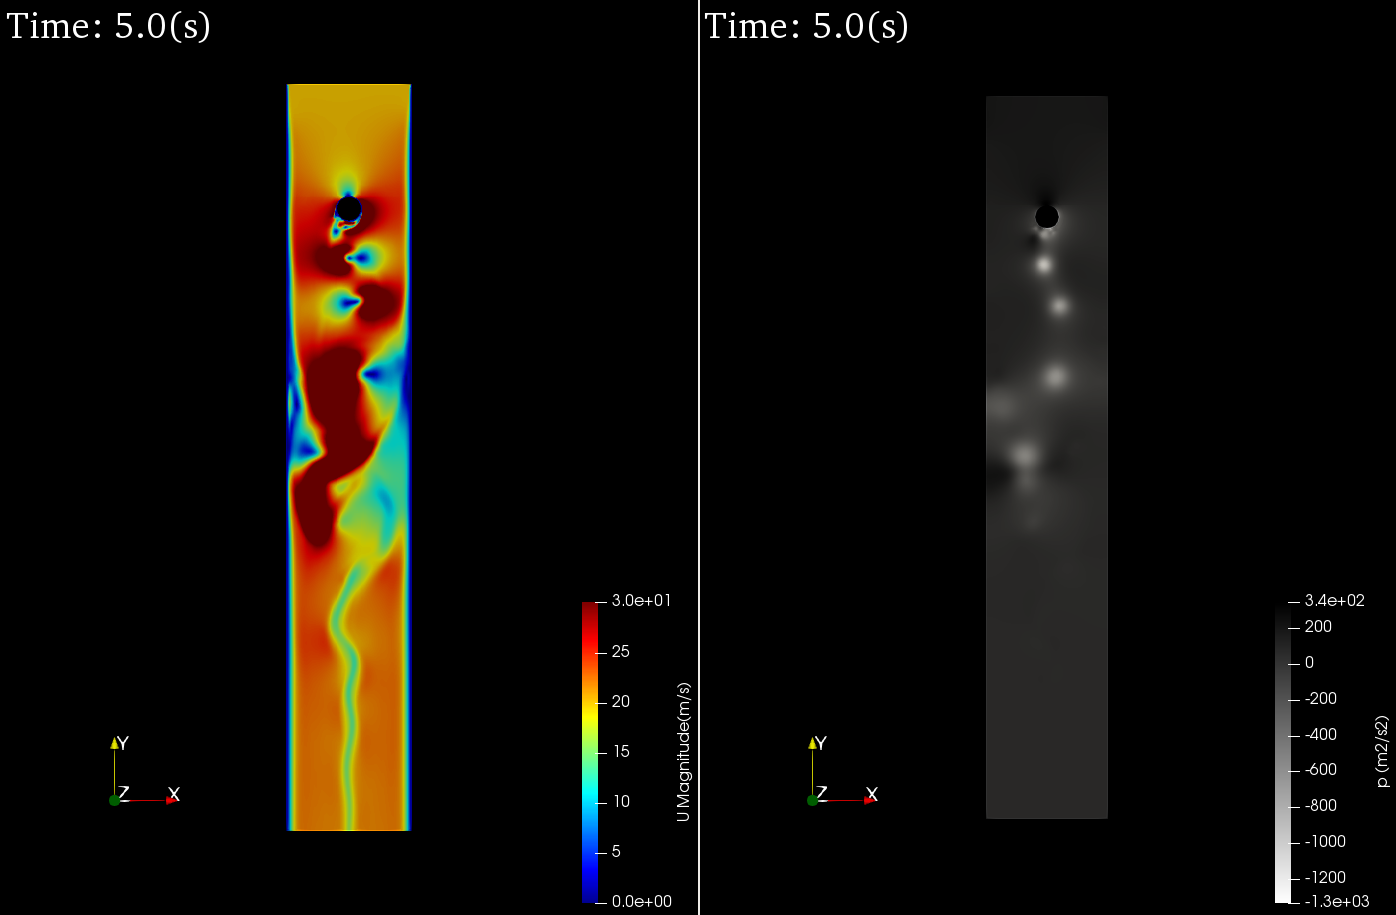 Time: 5.0(s)
3.0e+01
25
20
15
10
5
0.0e+00
U Magnitude(m/s)
Y
Z
X
Time: 5.0(s)
3.4e+02
200
0
-200
-400
-600
-800
-1000
-1200
-1.3e+03
p (m2/s2)
Y
Z
X